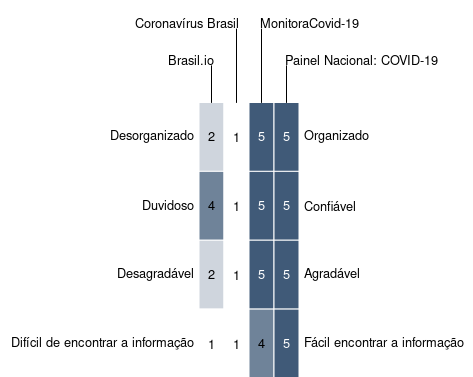 Coronavírus Brasil MonitoraCovid-19
Brasil.io Painel Nacional: COVID-19
Desorganizado 2 1 5 5 Organizado
Duvidoso 4 1 5 5 Confiável
Desagradável 2 1 5 5 Agradável
Difícil de encontrar a informação 1 1 4 5 Fácil encontrar a informação